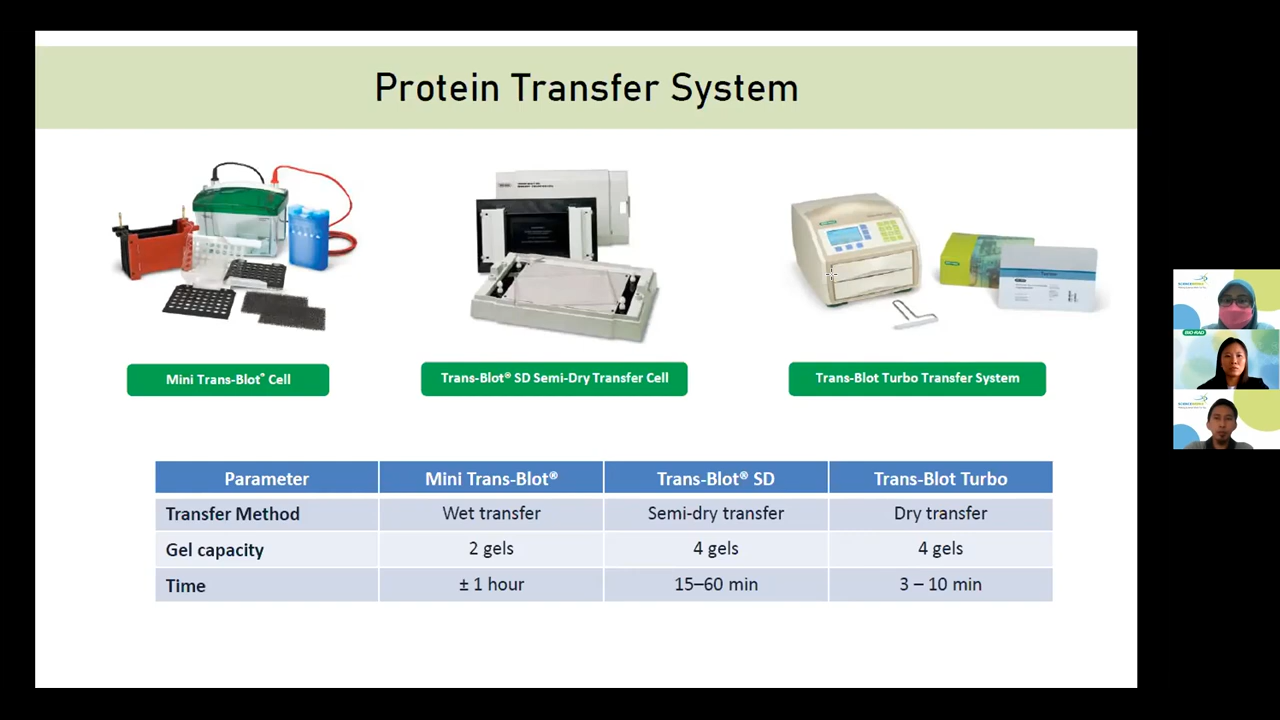 Protein Transfer System
Mini Trans-Blot® Cell
Trans-Blot® SD Semi-Dry Transfer Cell
Trans-Blot Turbo Transfer System
Parameter Mini Trans-Blot® Trans-Blot® SD Trans-Blot Turbo
Transfer Method Wet transfer Semi-dry transfer Dry transfer
Gel capacity 2 gels 4 gels 4 gels
Time ± 1 hour 15–60 min 3 – 10 min
BIO-RAD